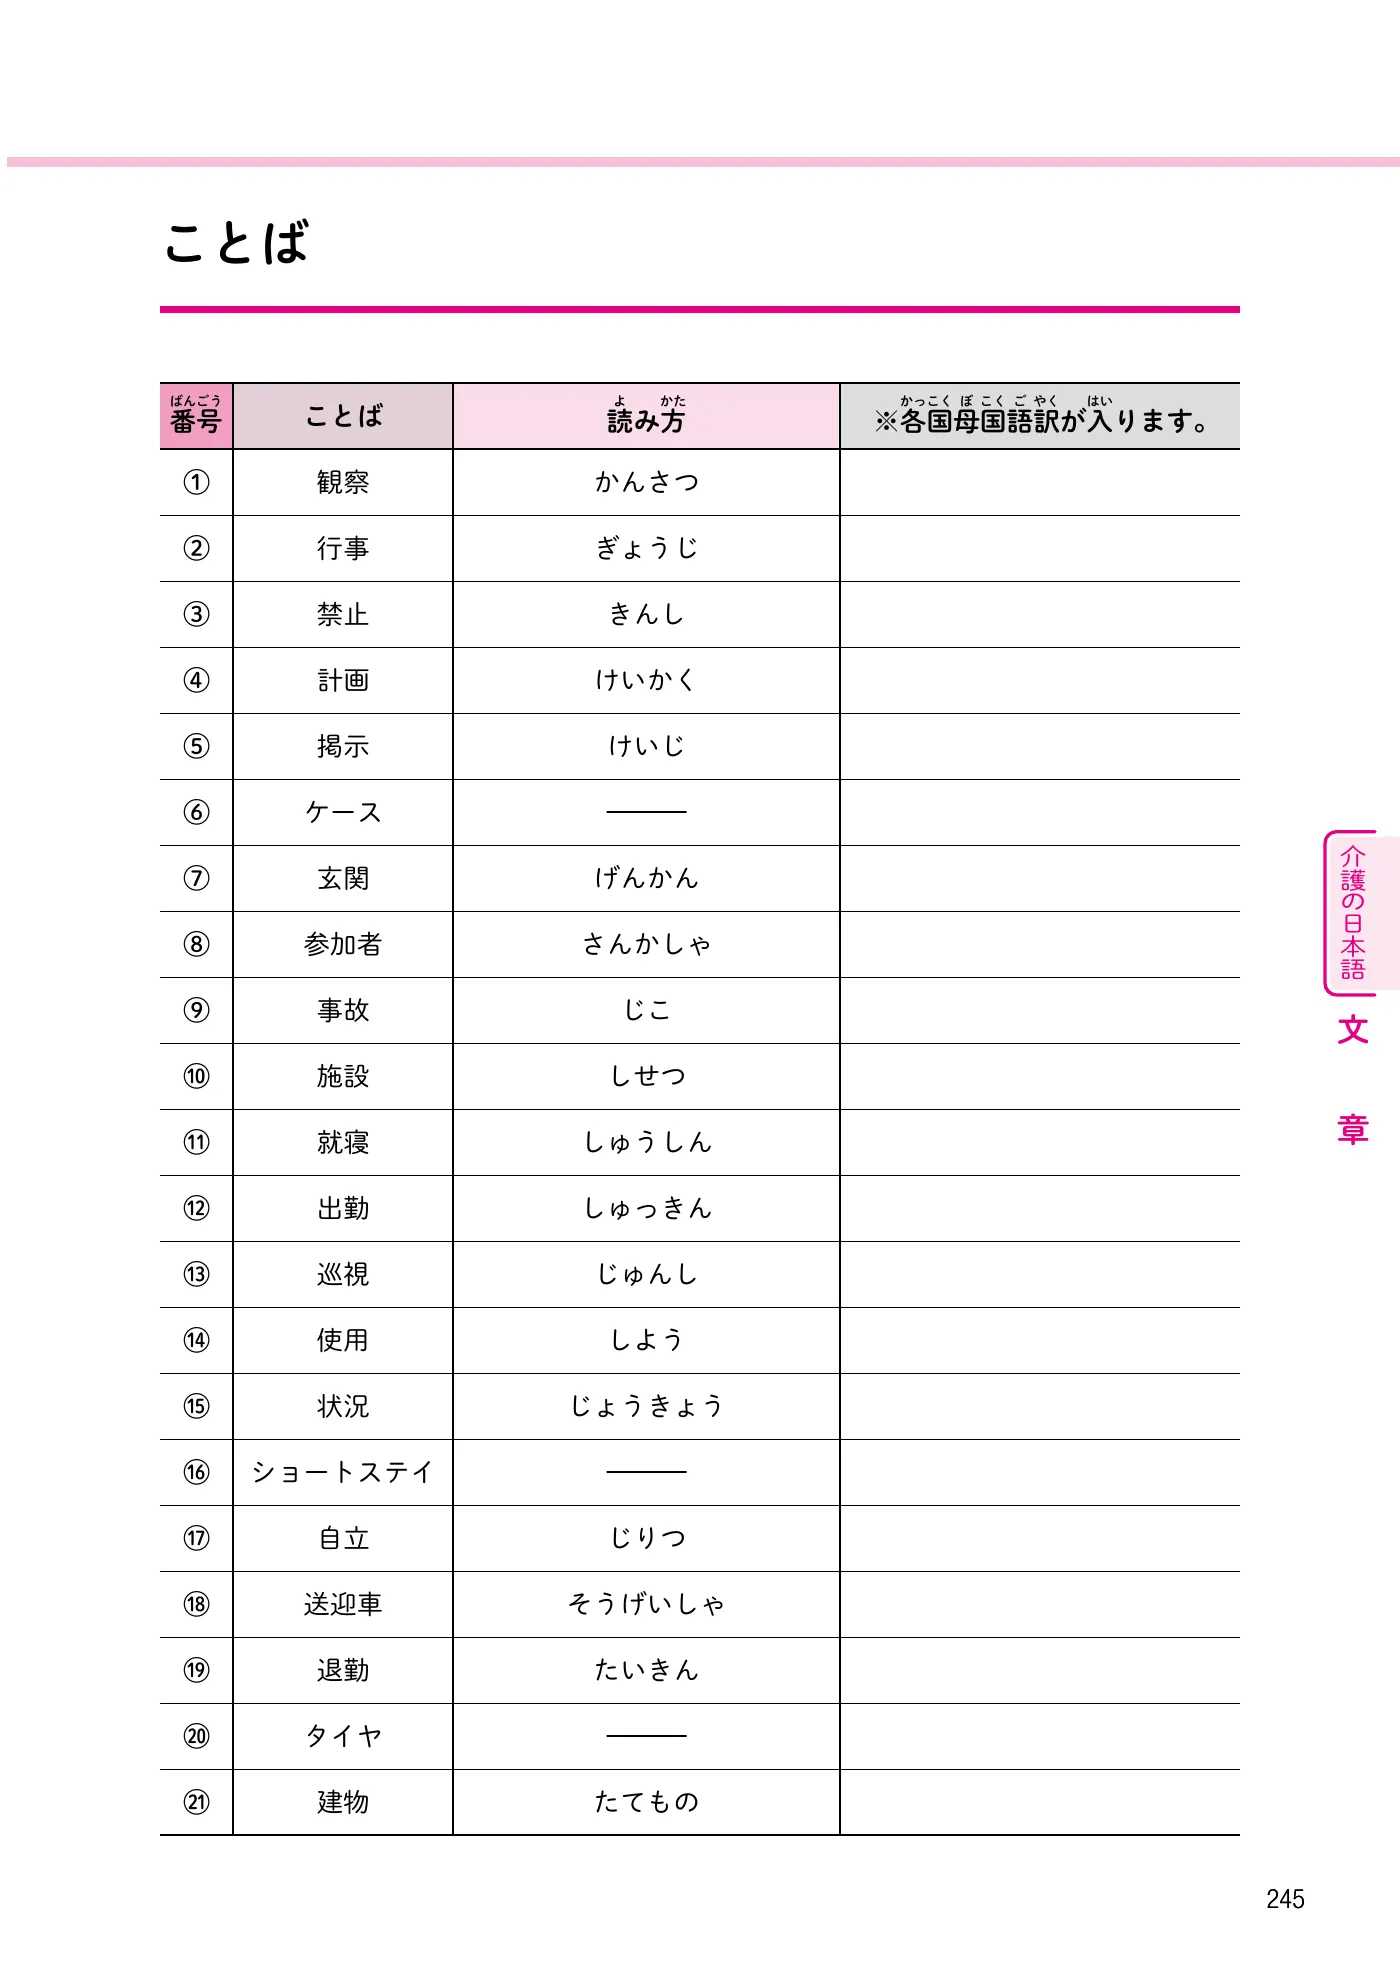 ことば
番号 ことば 読み方 ※各国母国語訳が入ります。
ばんごう よ かた かっこく ぼ こく ご やく はい
① 観察 かんさつ
② 行事 ぎょうじ
③ 禁止 きんし
④ 計画 けいかく
⑤ 掲示 けいじ
⑥ ケース ———
⑦ 玄関 げんかん
⑧ 参加者 さんかしゃ
⑨ 事故 じこ
⑩ 施設 しせつ
⑪ 就寝 しゅうしん
⑫ 出勤 しゅっきん
⑬ 巡視 じゅんし
⑭ 使用 しよう
⑮ 状況 じょうきょう
⑯ ショートステイ ———
⑰ 自立 じりつ
⑱ 送迎車 そうげいしゃ
⑲ 退勤 たいきん
⑳ タイヤ ———
㉑ 建物 たてもの
介護の日本語
文章
245